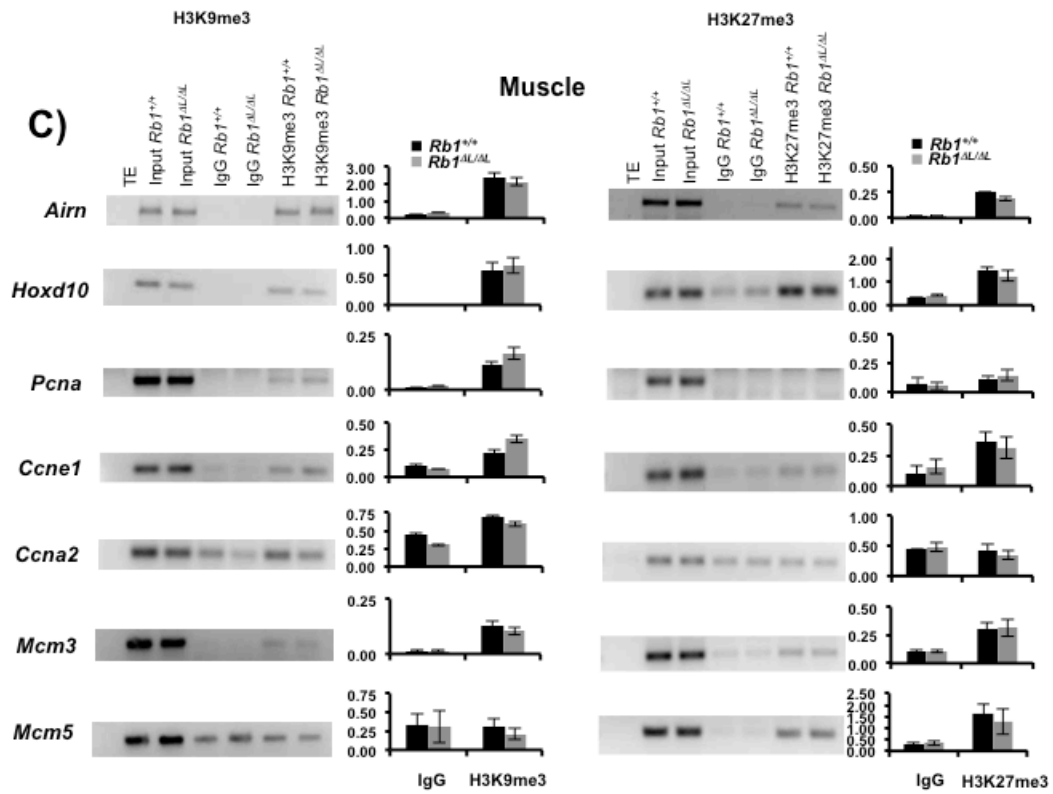 H3K9me3
H3K27me3
Muscle
C)
TE
Input Rb1+/+
Input Rb1ΔL/ΔL
IgG Rb1+/+
IgG Rb1ΔL/ΔL
H3K9me3 Rb1+/+
H3K9me3 Rb1ΔL/ΔL
Rb1+/+
Rb1ΔL/ΔL
TE
Input Rb1+/+
Input Rb1ΔL/ΔL
IgG Rb1+/+
IgG Rb1ΔL/ΔL
H3K27me3 Rb1+/+
H3K27me3 Rb1ΔL/ΔL
Rb1+/+
Rb1ΔL/ΔL
Airn
3.00
2.00
1.00
0.00
0.50
0.25
0.00
Hoxd10
1.00
0.50
0.00
2.00
1.00
0.00
Pcna
0.25
0.00
0.50
0.25
0.00
Ccne1
0.50
0.25
0.00
0.50
0.25
0.00
Ccna2
0.75
0.50
0.25
0.00
1.00
0.50
0.00
Mcm3
0.25
0.00
0.50
0.25
0.00
Mcm5
0.75
0.50
0.25
0.00
2.50
2.00
1.50
1.00
0.50
0.00
IgG H3K9me3
IgG H3K27me3